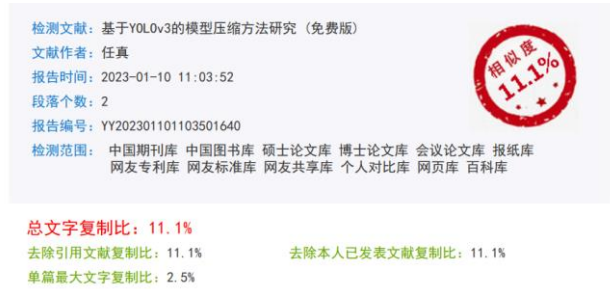 检测文献：基于YOLOv3的模型压缩方法研究（免费版）
文献作者：任真
报告时间：2023-01-10 11:03:52
段落个数：2
报告编号：YY202301101103501640
检测范围：中国期刊库 中国图书库 硕士论文库 博士论文库 会议论文库 报纸库
网友专利库 网友标准库 网友共享库 个人对比库 网页库 百科库
相似度
11.1%
总文字复制比：11.1%
去除引用文献复制比：11.1% 去除本人已发表文献复制比：11.1%
单篇最大文字复制比：2.5%